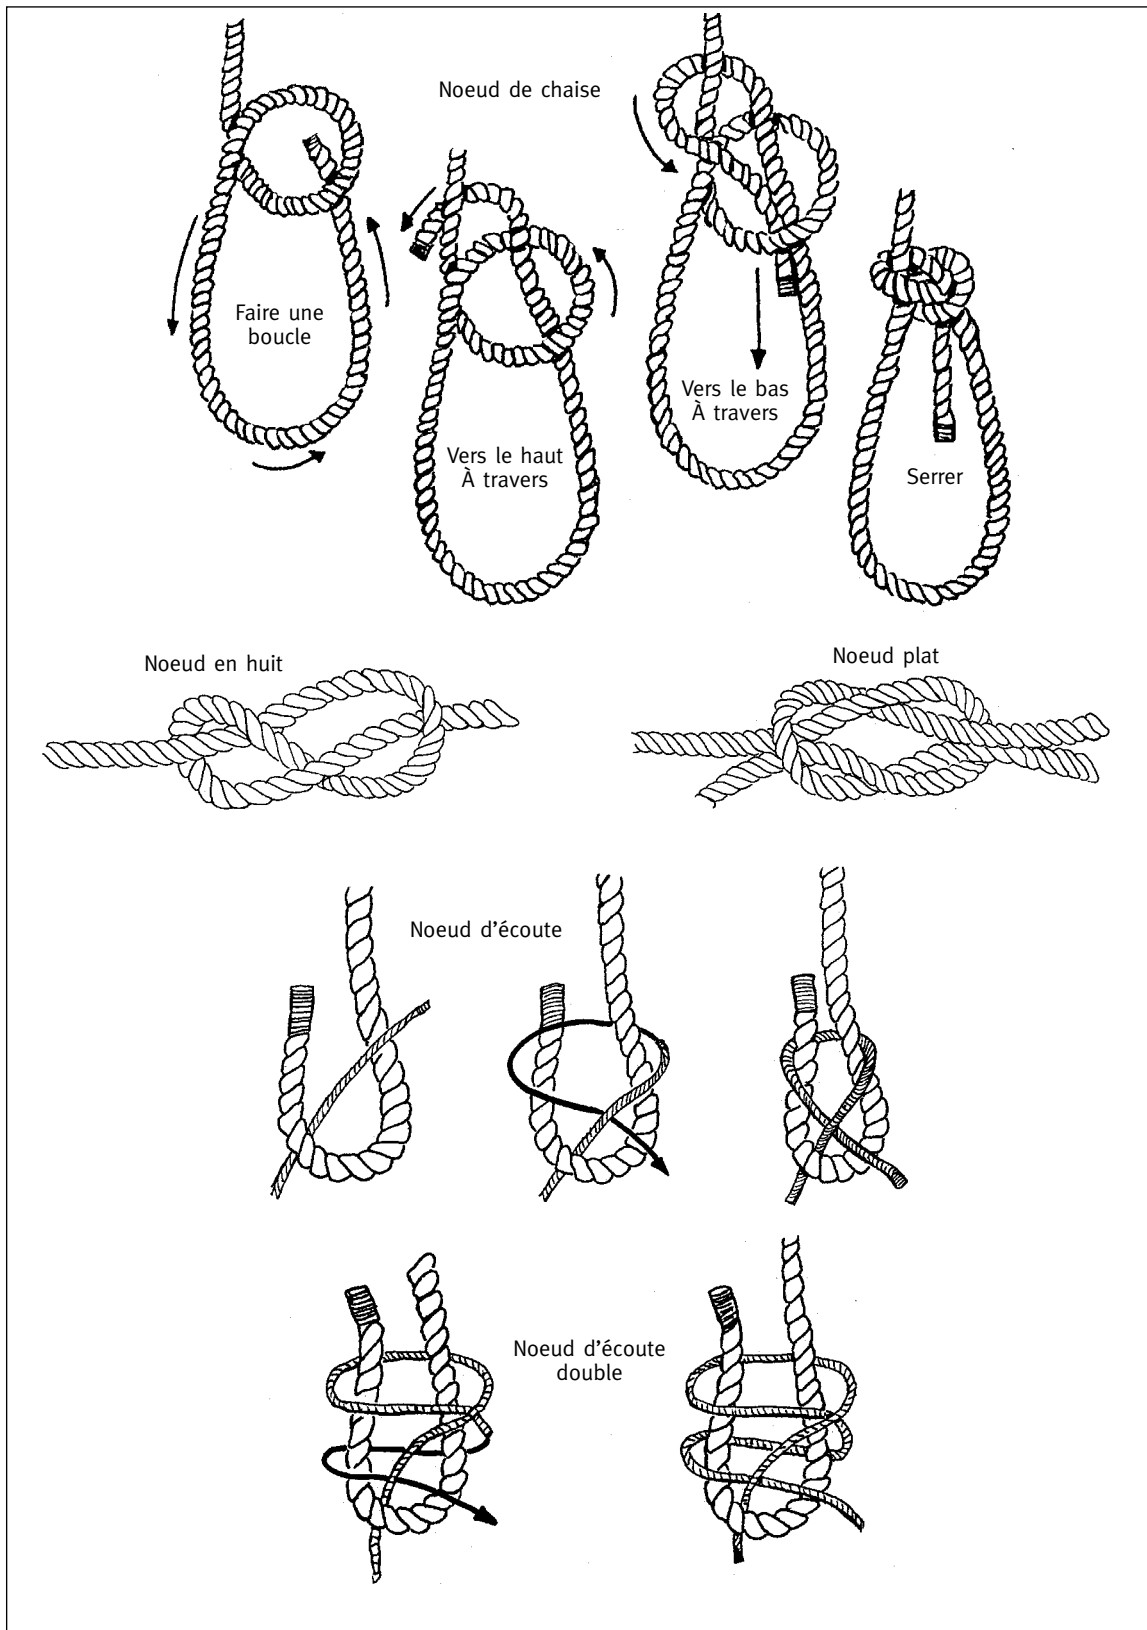 Noeud de chaise
Faire une
boucle
Vers le haut
À travers
Vers le bas
À travers
Serrer
Noeud en huit
Noeud plat
Noeud d'écoute
Noeud d'écoute
double